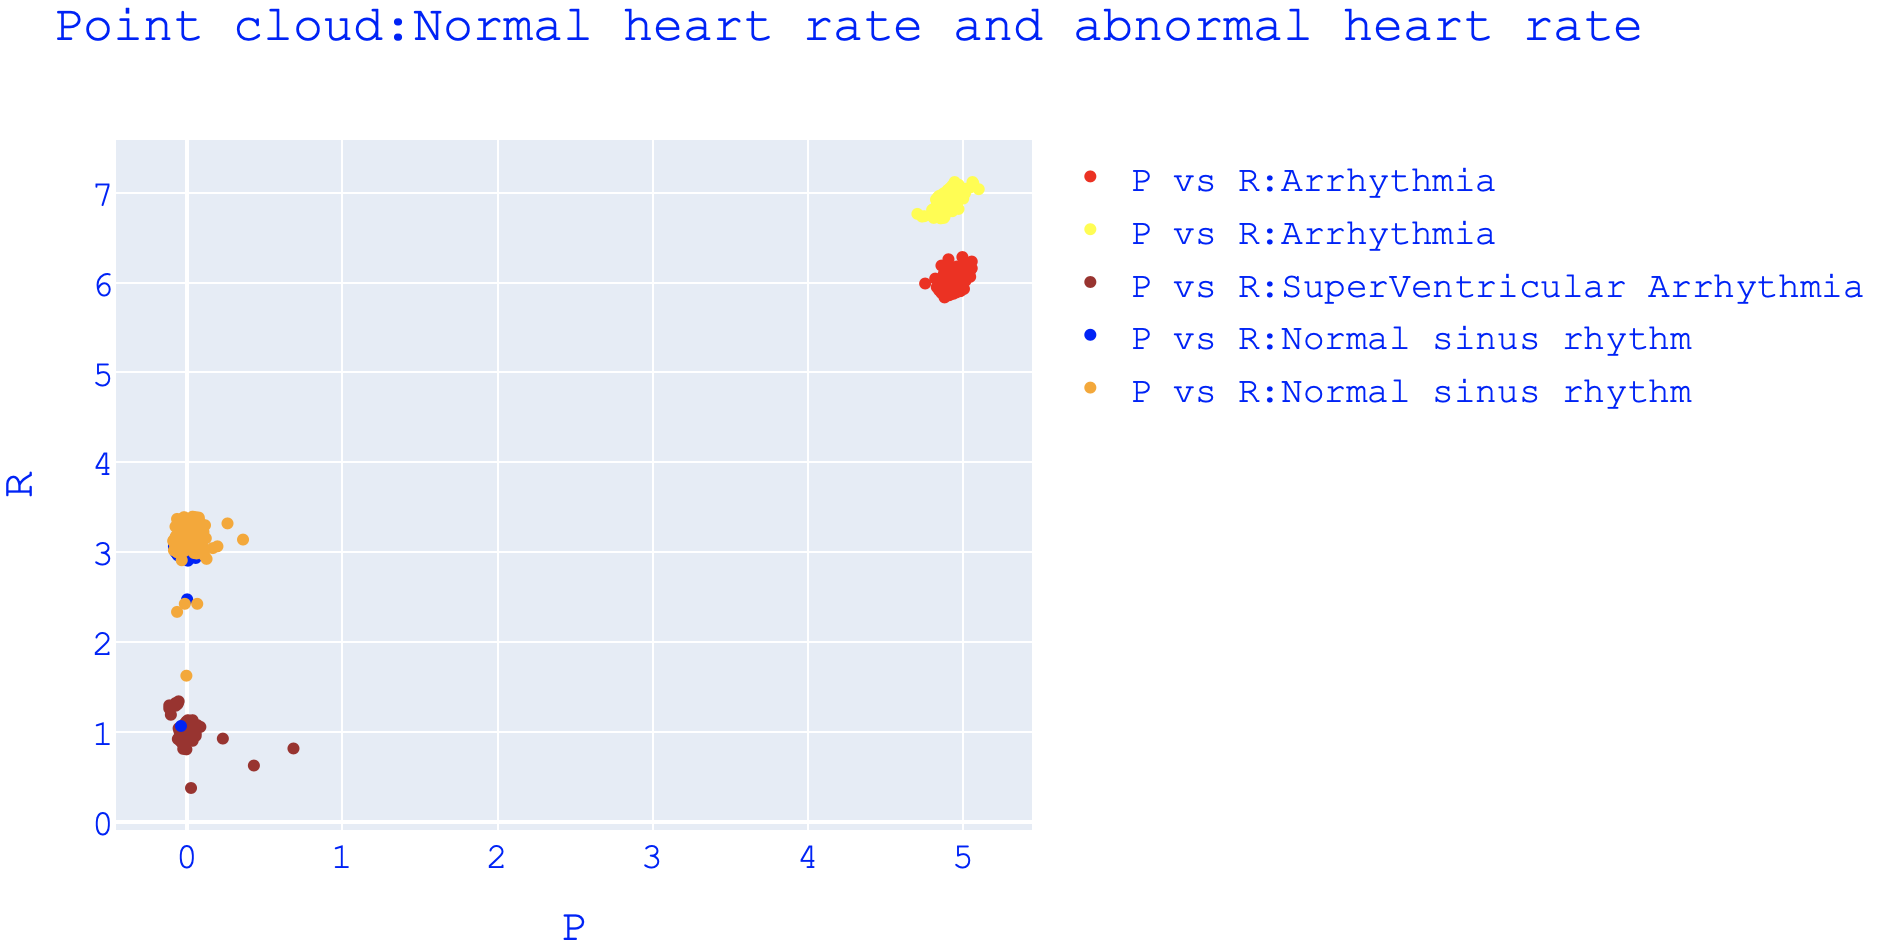 Point cloud:Normal heart rate and abnormal heart rate
P vs R:Arrhythmia
P vs R:Arrhythmia
P vs R:SuperVentricular Arrhythmia
P vs R:Normal sinus rhythm
P vs R:Normal sinus rhythm
7
6
5
4
3
2
1
0
R
0 1 2 3 4 5
P